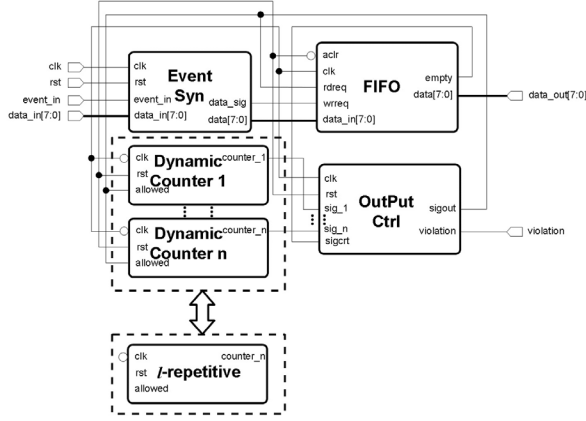 clk
rst
event_in
data_in[7:0]
clk
rst
event_in
data_in[7:0]
Event
Syn
data_sig
data[7:0]
aclr
clk
rdreq
wrreq
data_in[7:0]
FIFO
empty
data[7:0]
data_out[7:0]
clk
rst
allowed
Dynamic
Counter 1
counter_1
clk
rst
allowed
Dynamic
Counter n
counter_n
clk
rst
sig_1
sig_n
sigcrt
OutPut
Ctrl
sigout
violation
violation
clk
rst
allowed
l-repetitive
counter_n